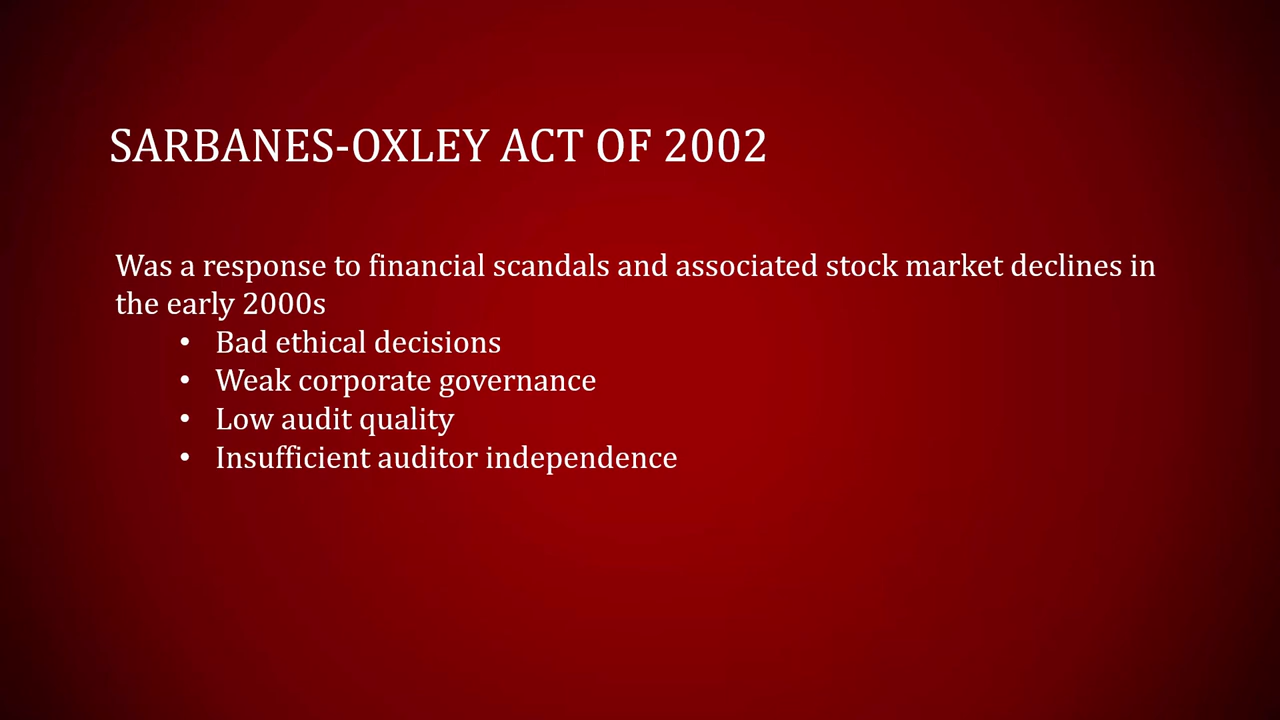 SARBANES-OXLEY ACT OF 2002
Was a response to financial scandals and associated stock market declines in
the early 2000s
• Bad ethical decisions
• Weak corporate governance
• Low audit quality
• Insufficient auditor independence